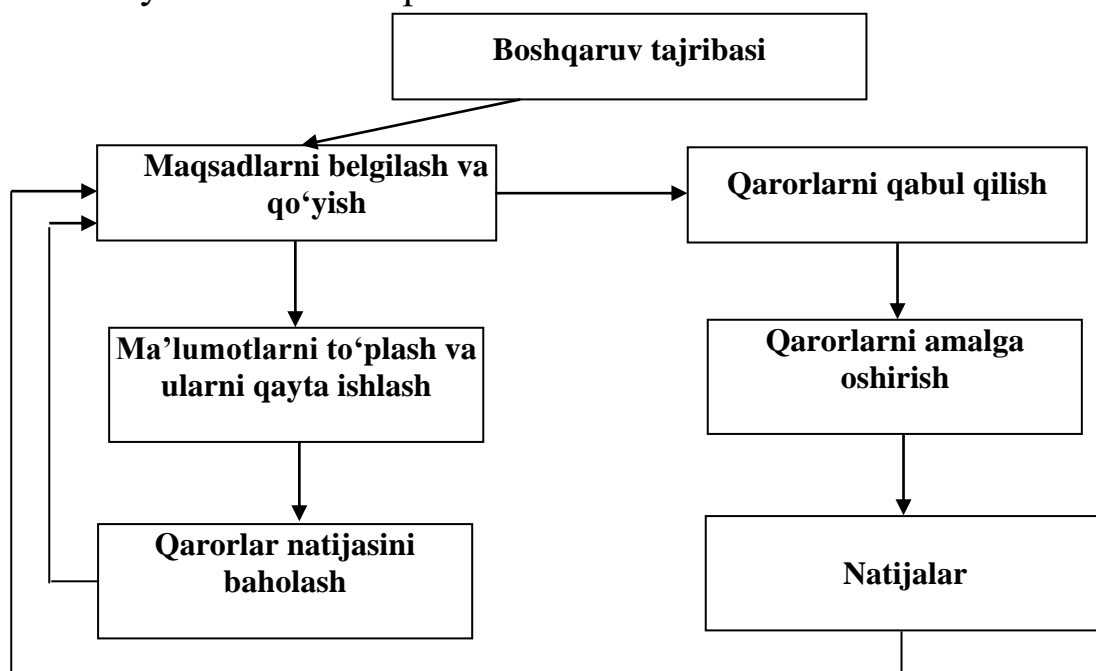 Boshqaruv tajribasi
Maqsadlarni belgilash va
qo‘yish
Qarorlarni qabul qilish
Ma’lumotlarni to‘plash va
ularni qayta ishlash
Qarorlarni amalga
oshirish
Qarorlar natijasini
baholash
Natijalar